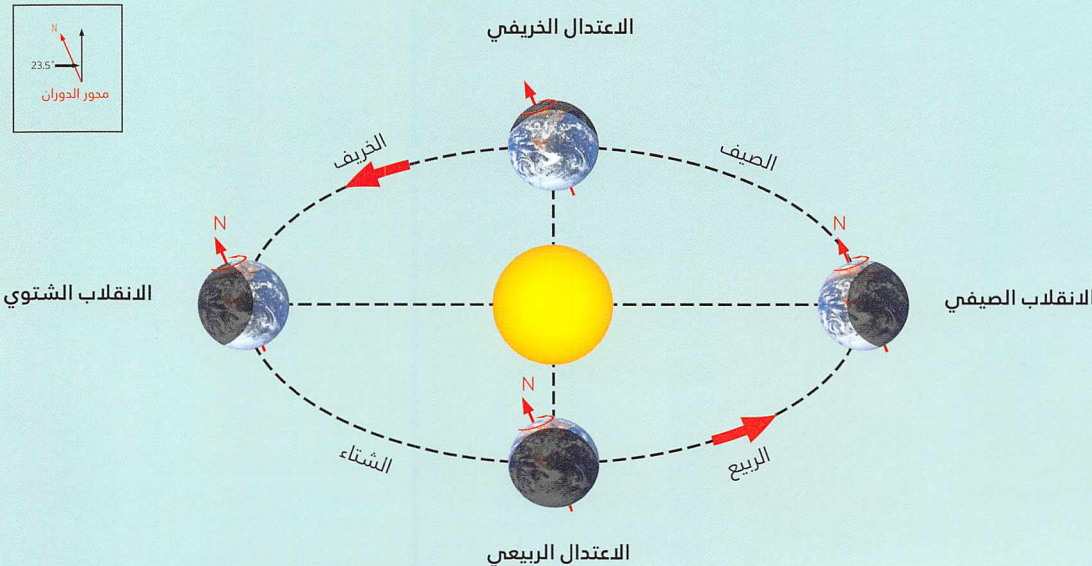 الاعتدال الخريفي
N
23.5°
محور الدوران
الخريف
الصيف
N
N
الانقلاب الشتوي
الانقلاب الصيفي
N
الشتاء
الربيع
الاعتدال الربيعي